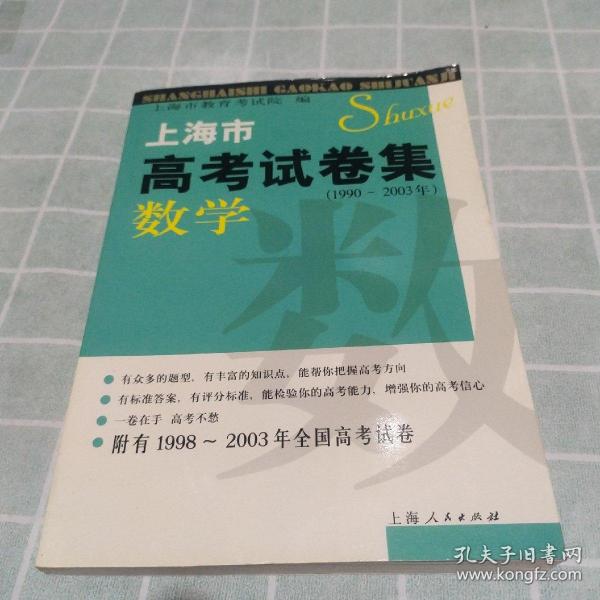 SHANGHAISHI GAOKAO SHIJUANJI
上海市教育考试院 编
Shuxue
上海市
高考试卷集
(1990~2003年)
数学
数
有众多的题型,有丰富的知识点,能帮你把握高考方向
有标准答案,有评分标准,能检验你的高考能力,增强你的高考信心
一卷在手 高考不愁
附有1998~2003年全国高考试卷
上海人民出版社
孔夫子旧书网
www.kongfz.com